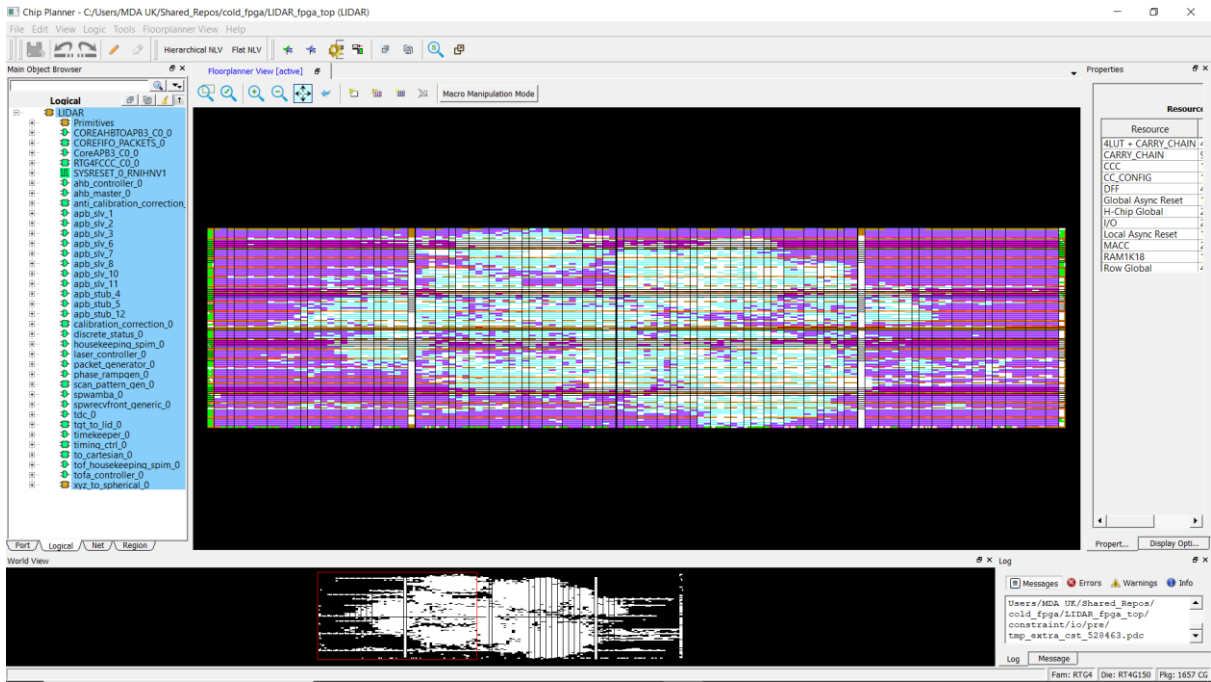 Chip Planner - C:/Users/MDA UK/Shared_Repos/cold_fpga/LIDAR_fpga_top (LIDAR)
File Edit View Logic Tools Floorplanner View Help
Hierarchical NLV Flat NLV
Main Object Browser
Logical
LIDAR
Primitives
COREAHBTOAPB3_C0_0
COREFIFO_PACKETS_0
CoreAPB3_C0_0
RTG4FCCC_C0_0
SYSRESET_0_RNIHNV1
ahb_controller_0
ahb_master_0
anti_calibration_correction_
apb_slv_1
apb_slv_2
apb_slv_3
apb_slv_6
apb_slv_7
apb_slv_8
apb_slv_10
apb_slv_11
apb_stub_4
apb_stub_5
apb_stub_12
calibration_correction_0
discrete_status_0
housekeeping_spim_0
laser_controller_0
packet_generator_0
phase_rampgen_0
scan_pattern_gen_0
spwamba_0
spwrecvfront_generic_0
tdc_0
tgt_to_lid_0
timekeeper_0
timing_ctrl_0
to_cartesian_0
tof_housekeeping_spim_0
tofa_controller_0
xyz_to_spherical_0
Port Logical Net Region
Floorplanner View [active]
Macro Manipulation Mode
Properties
Resource
Resource
4LUT + CARRY_CHAIN
CARRY_CHAIN
CCC
CC_CONFIG
DFF
Global Async Reset
H-Chip Global
I/O
Local Async Reset
MACC
RAM1K18
Row Global
Propert... Display Opti...
World View
Log
Messages Errors Warnings Info
Users/MDA UK/Shared_Repos/
cold_fpga/LIDAR_fpga_top/
constraint/io/pre/
tmp_extra_cst_528463.pdc
Log Message
Fam: RTG4 Die: RT4G150 Pkg: 1657 CG